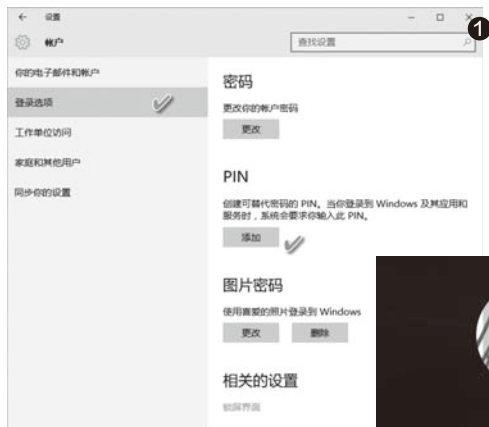 ← 设置
帐户
查找设置
1
你的电子邮件和帐户
登录选项
工作单位访问
家庭和其他用户
同步你的设置
密码
更改你的帐户密码
更改
PIN
创建可替代密码的 PIN。当你登录到 Windows 及其应用和
服务时，系统会要求你输入此 PIN。
添加
图片密码
使用喜爱的照片登录到 Windows
更改 删除
相关的设置
锁屏界面